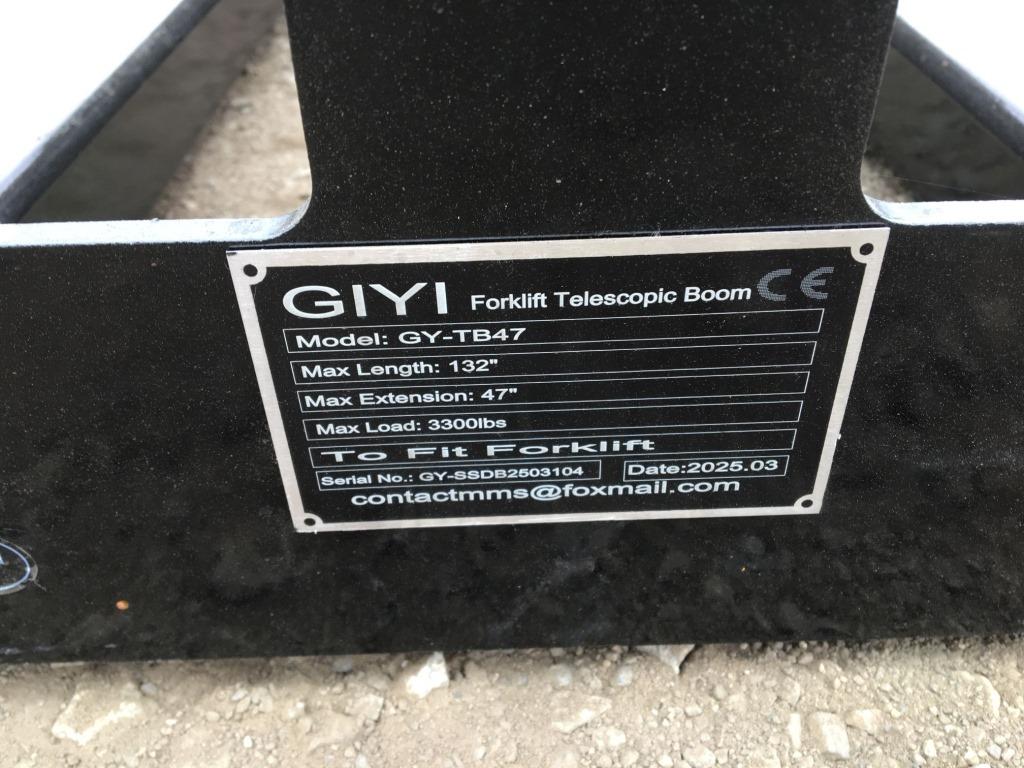 GIYI Forklift Telescopic Boom CE
Model: GY-TB47
Max Length: 132"
Max Extension: 47"
Max Load: 3300lbs
To Fit Forklift
Serial No.: GY-SSDB2503104 Date:2025.03
contactmms@foxmail.com